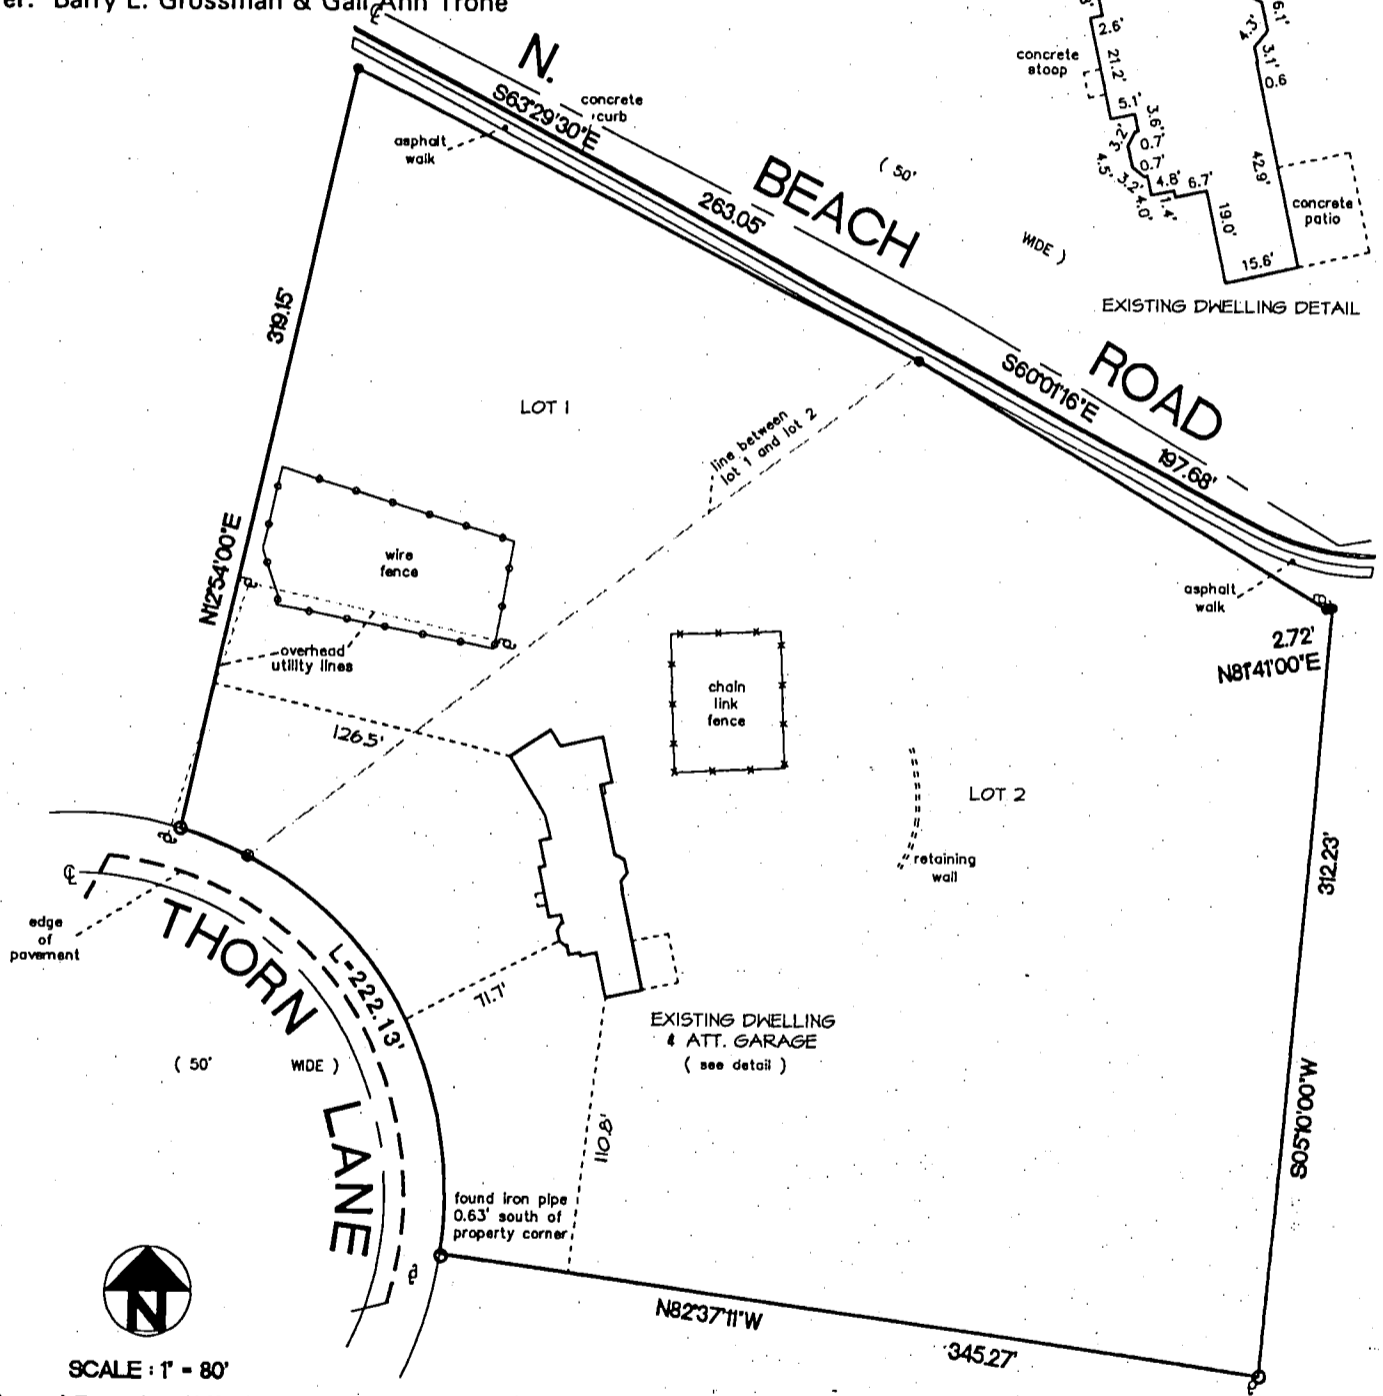 er: Barry L. Grossman & Gail Ann Trone
℄
N.
S63°29'30"E
concrete
curb
asphalt
walk
( 50'
WIDE )
BEACH
263.05'
ROAD
S60°01'16"E
197.68'
concrete
stoop
2.6'
21.2'
5.1'
3.6'
3.2'
0.7'
0.7'
4.5'
3.2'
4.0'
4.8'
1.4'
6.7'
19.0'
15.6'
42.9'
6.1'
4.3'
3.1'
0.6
concrete
patio
EXISTING DWELLING DETAIL
319.15'
N12°54'00"E
LOT 1
line between
lot 1 and lot 2
wire
fence
overhead
utility lines
126.5'
chain
link
fence
asphalt
walk
2.72'
N81°41'00"E
LOT 2
retaining
wall
312.23'
S05°10'00"W
℄
edge
of
pavement
THORN
LANE
L=222.13'
( 50'
WIDE )
71.7'
EXISTING DWELLING
& ATT. GARAGE
( see detail )
110.8'
found iron pipe
0.63' south of
property corner
N82°37'11"W
345.27'
N
SCALE : 1" = 80'